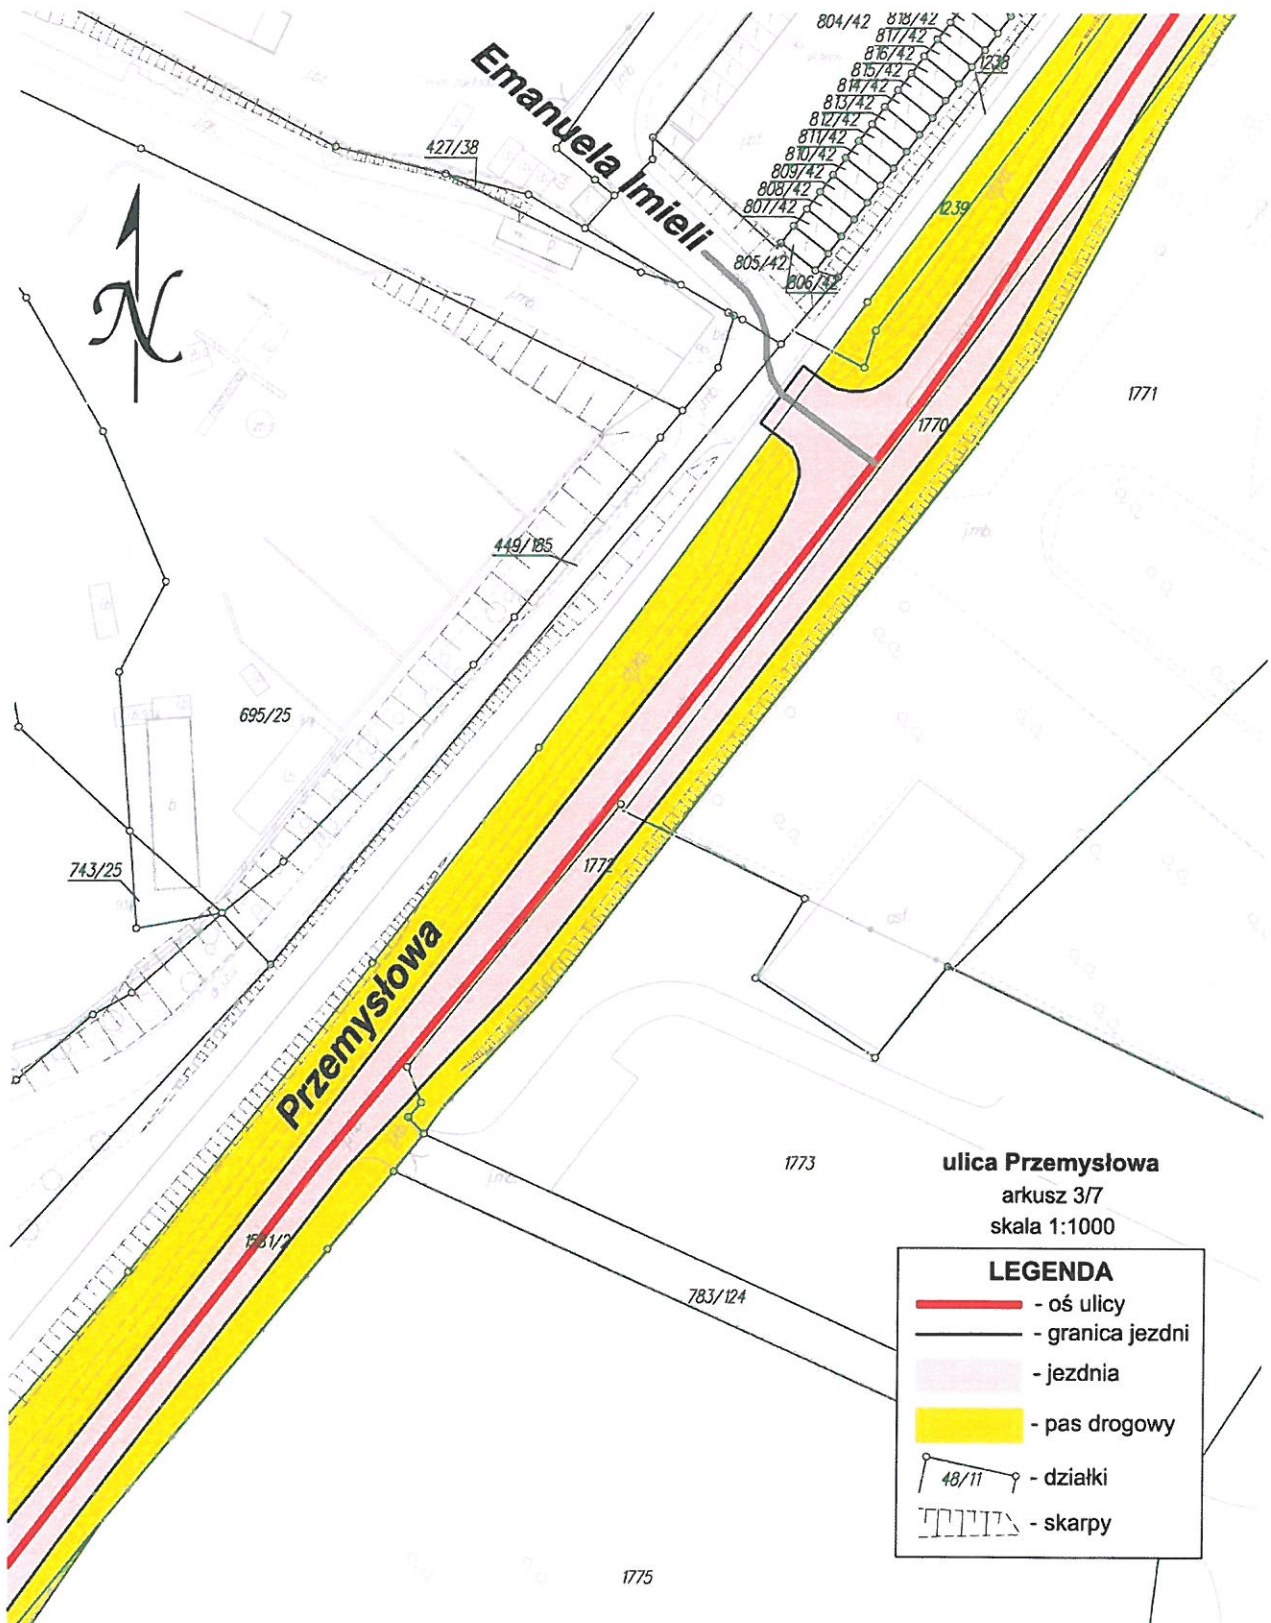 804/42
818/42
817/42
816/42
815/42
814/42
813/42
812/42
811/42
810/42
809/42
808/42
807/42
1238
427/38
Emanuela Imieli
1239
805/42
806/42
N
1771
1770
449/185
695/25
743/25
1772
Przemysłowa
1773
1581/2
783/124
1775
ulica Przemysłowa
arkusz 3/7
skala 1:1000
LEGENDA
- oś ulicy
- granica jezdni
- jezdnia
- pas drogowy
48/11 - działki
- skarpy